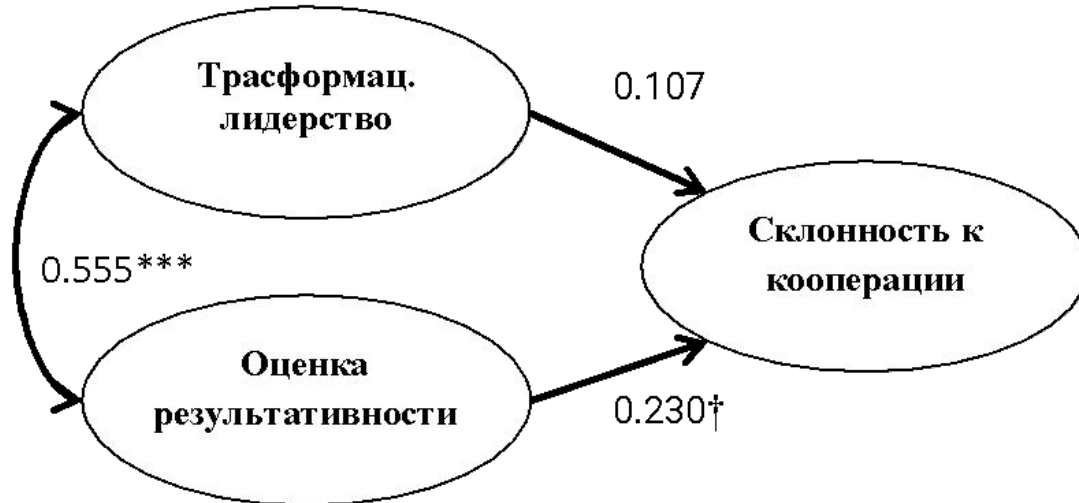 Трасформац.
лидерство
0.107
Склонность к
кооперации
0.555***
Оценка
результативности
0.230†